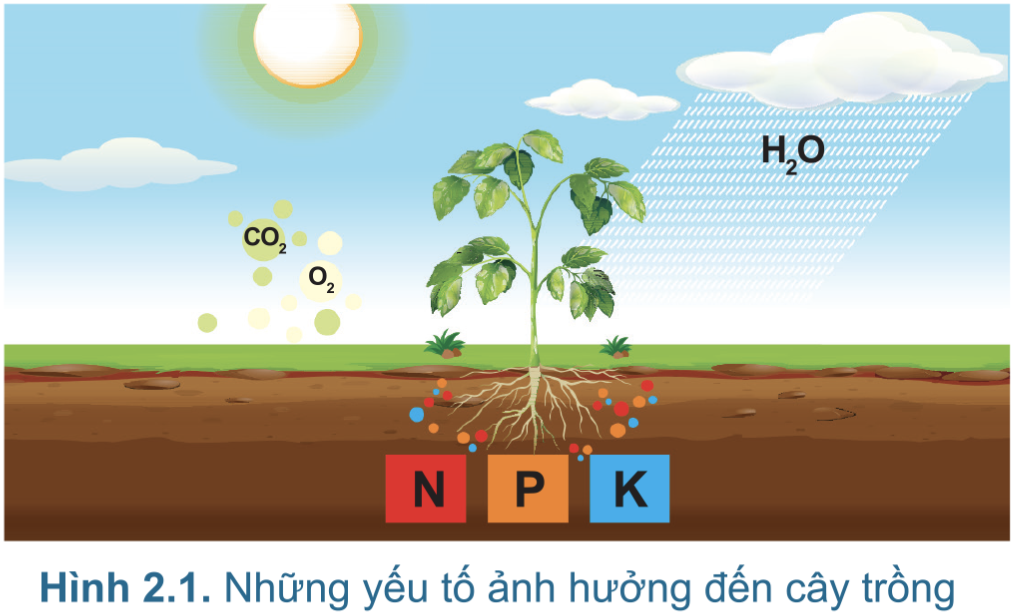 H₂O
CO₂
O₂
N P K
Hình 2.1. Những yếu tố ảnh hưởng đến cây trồng